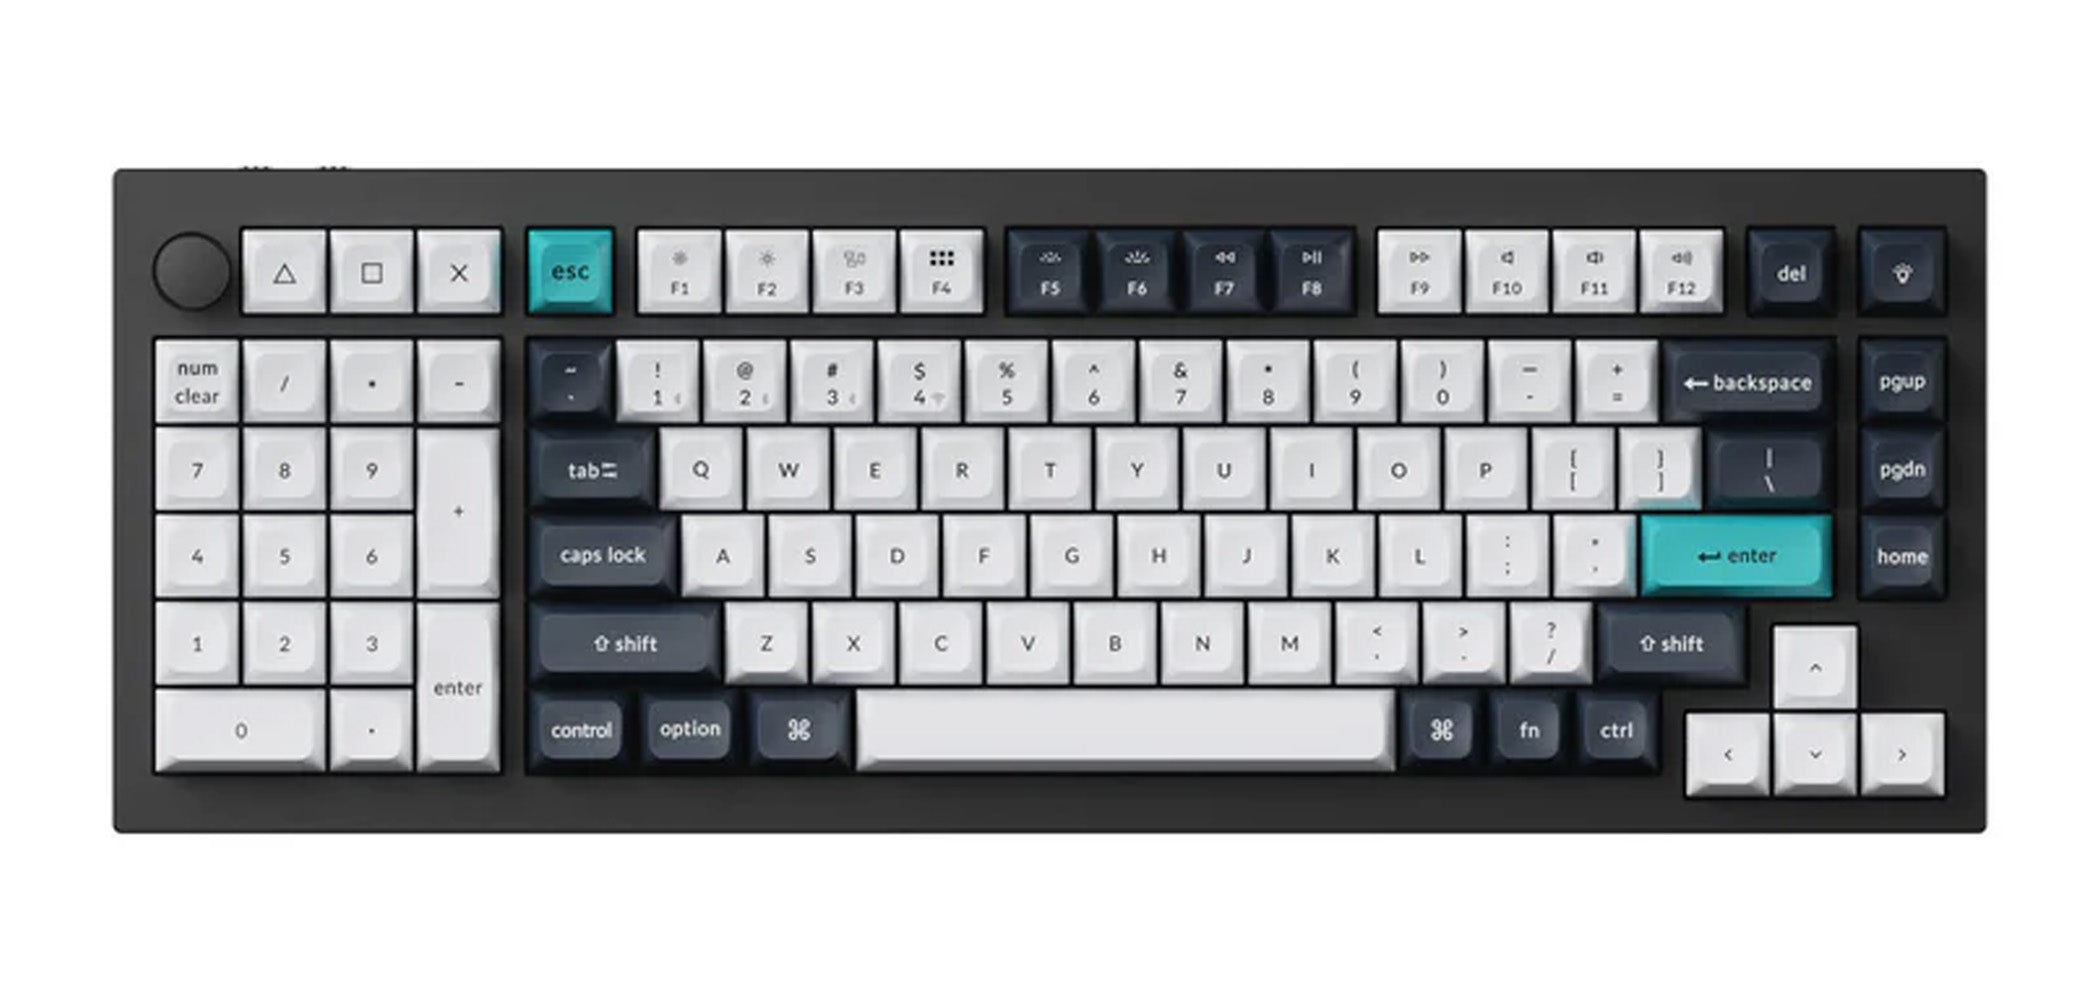 △ □ X esc F1 F2 F3 F4 F5 F6 F7 F8 F9 F10 F11 F12 del
num ~ ! @ # $ % ^ & * ( ) — + ← backspace pgup
clear / • - ` 1 2 3 4 5 6 7 8 9 0 - =
7 8 9 + tab Q W E R T Y U I O P [ [ ] ] | \ pgdn
4 5 6 caps lock A S D F G H J K L : ; enter home
1 2 3 enter ⇧ shift Z X C V B N M < > ? / ⇧ shift ^
0 . control option ⌘ ⌘ fn ctrl < ⌄ >